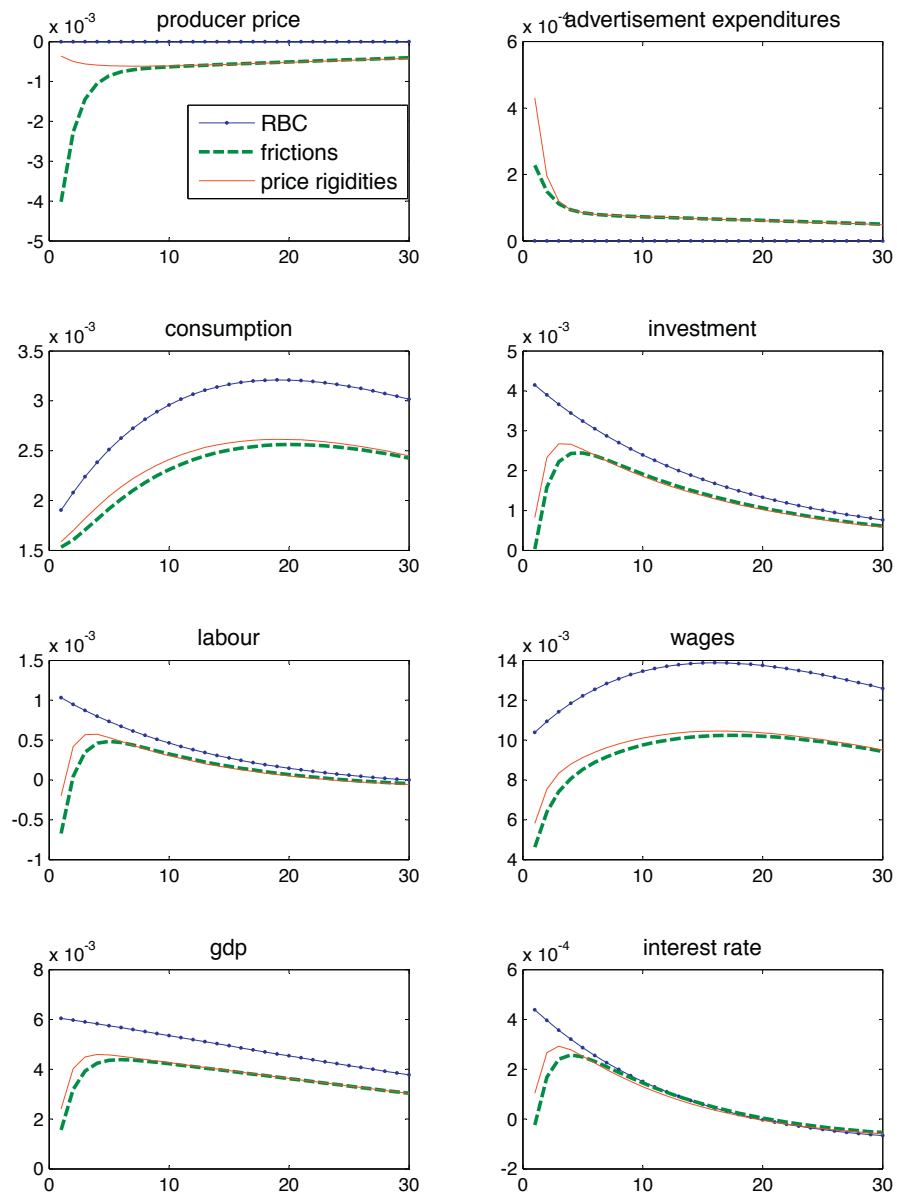 producer price
x 10-3
0
-1
-2
-3
-4
-5
0 10 20 30
RBC
frictions
price rigidities
advertisement expenditures
x 10-4
6
4
2
0
0 10 20 30
consumption
x 10-3
3.5
3
2.5
2
1.5
0 10 20 30
investment
x 10-3
5
4
3
2
1
0
0 10 20 30
labour
x 10-3
1.5
1
0.5
0
-0.5
-1
0 10 20 30
wages
x 10-3
14
12
10
8
6
4
0 10 20 30
gdp
x 10-3
8
6
4
2
0
0 10 20 30
interest rate
x 10-4
6
4
2
0
-2
0 10 20 30